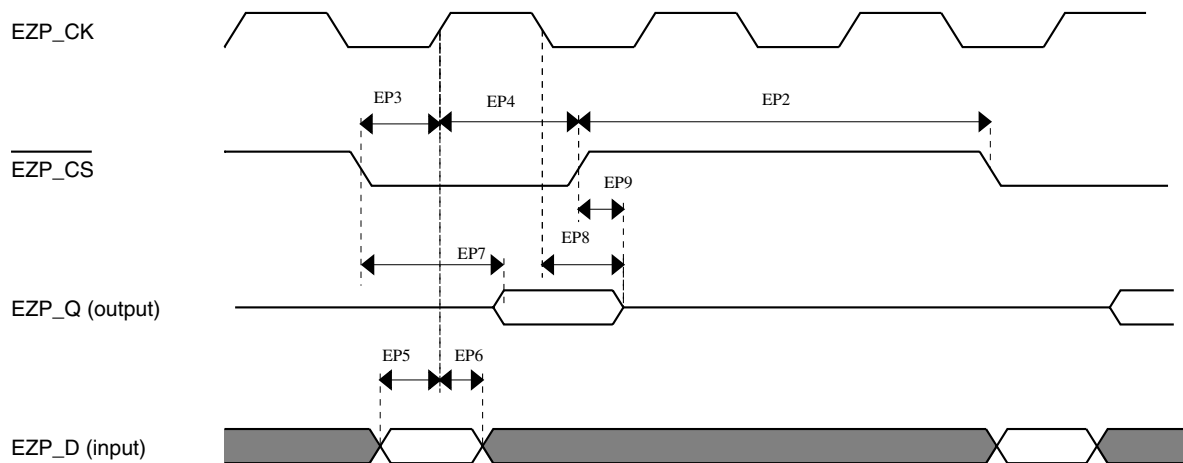 EZP_CK
EP3 EP4 EP2
EZP_CS
EP9
EP8
EP7
EZP_Q (output)
EP5 EP6
EZP_D (input)